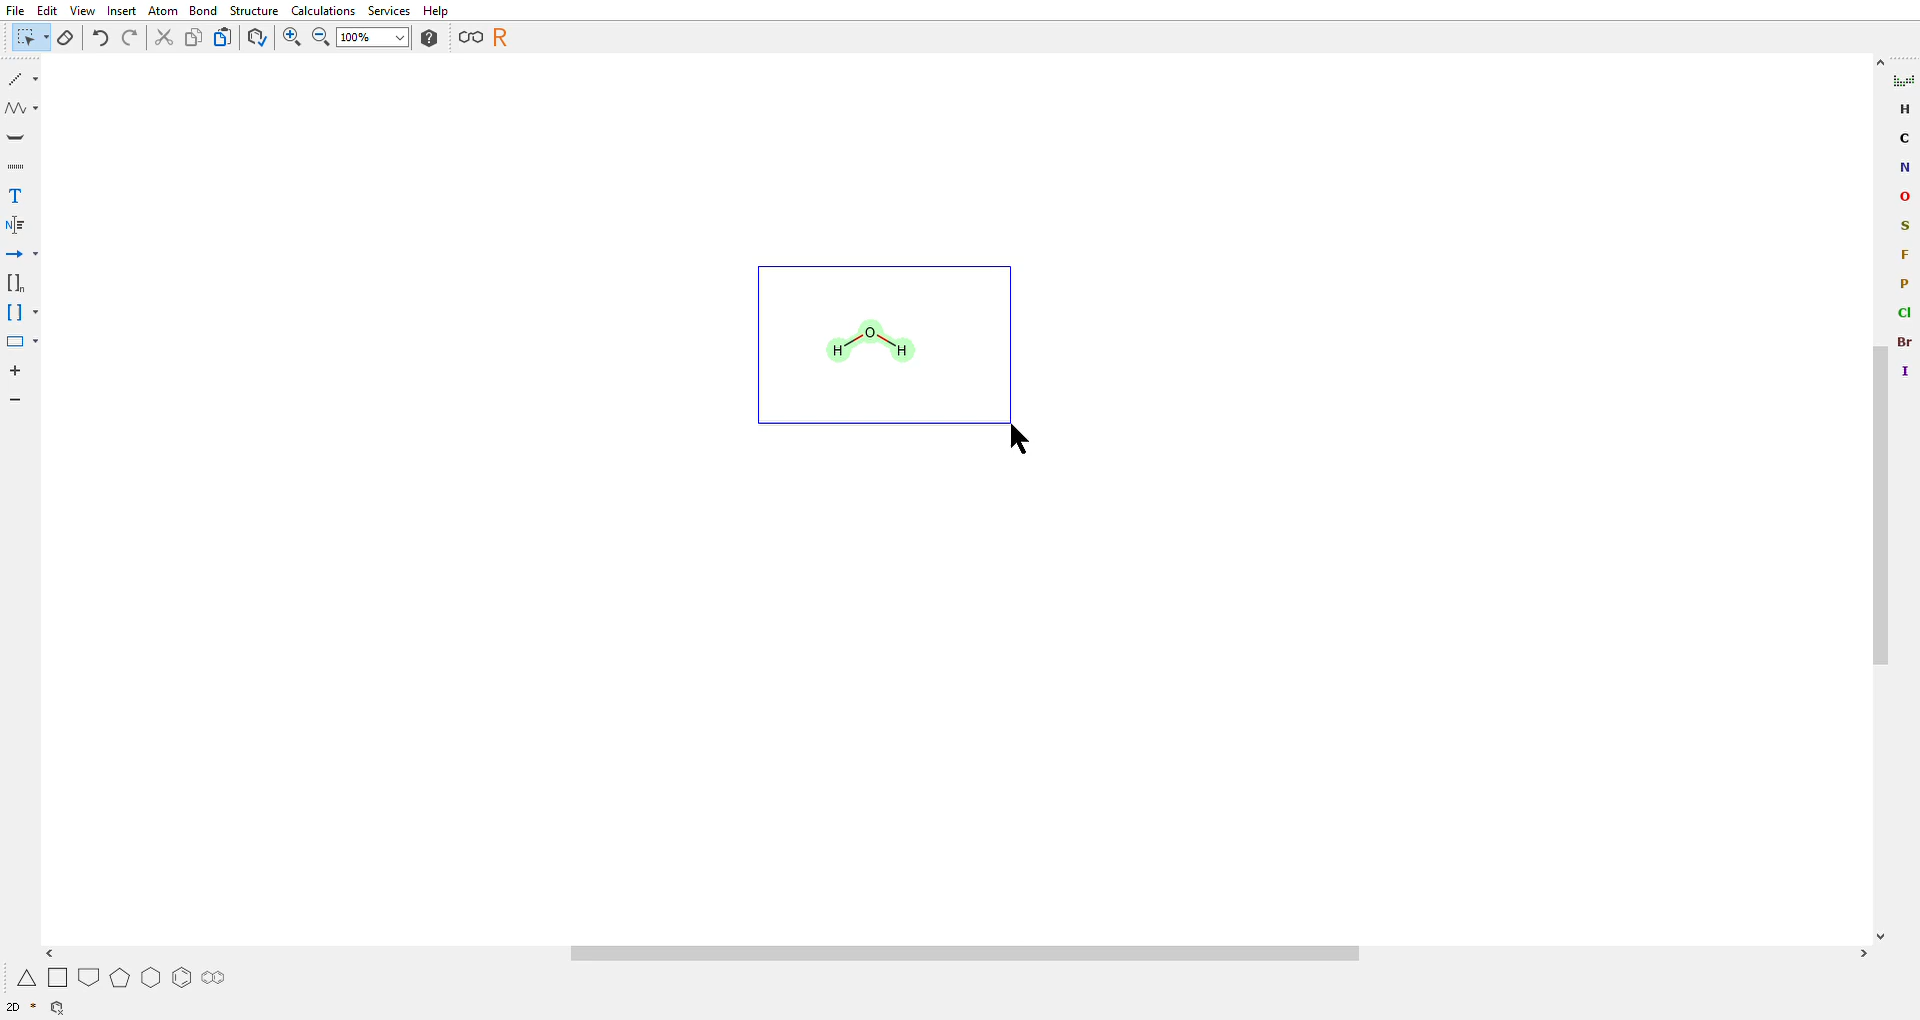 File Edit View Insert Atom Bond Structure Calculations Services Help
100% R
T
N
n
H
C
N
O
S
F
P
Cl
Br
I
O
H H
2D *